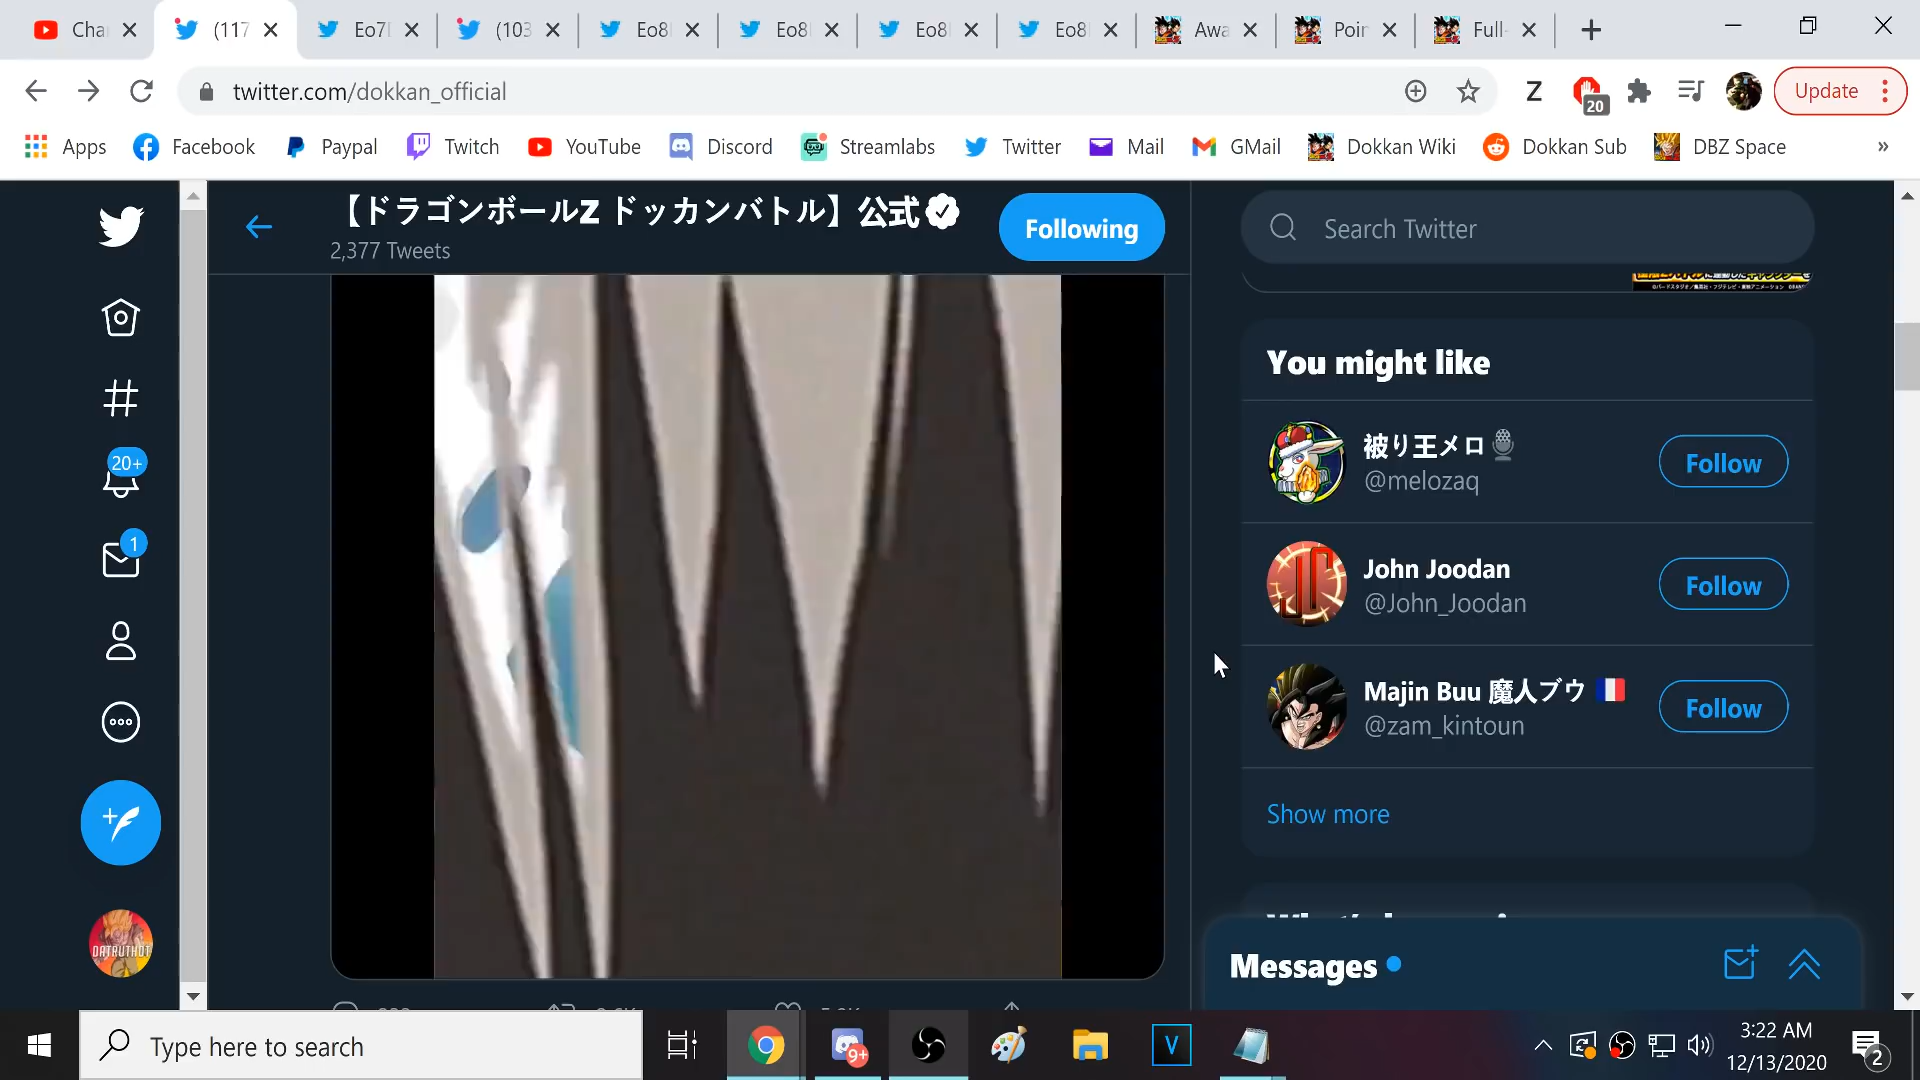 Cha
(117
Eo7
(103
Eo8
Eo8
Eo8
Eo8
Awa
Poin
Full-
twitter.com/dokkan_official
Z
20
Update
Apps
Facebook
Paypal
Twitch
YouTube
Discord
Streamlabs
Twitter
Mail
GMail
Dokkan Wiki
Dokkan Sub
DBZ Space
»
【ドラゴンボールZ ドッカンバトル】公式
2,377 Tweets
Following
Search Twitter
You might like
被り王メロ
@melozaq
Follow
John Joodan
@John_Joodan
Follow
Majin Buu 魔人ブウ
@zam_kintoun
Follow
Show more
20+
1
DATRUTHDT
Messages
Type here to search
9+
V
3:22 AM
12/13/2020
2